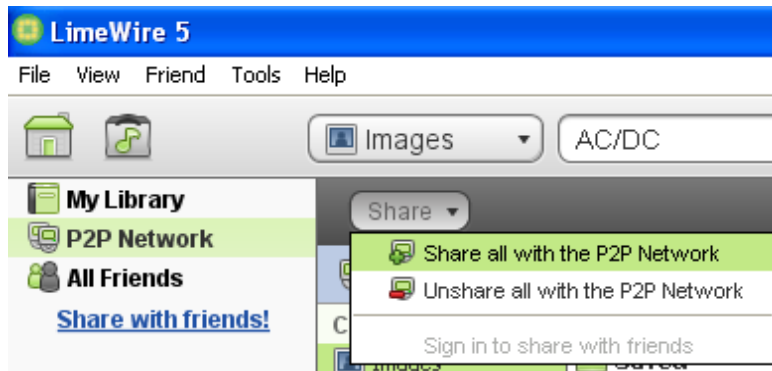 LimeWire 5
File View Friend Tools Help
Images AC/DC
My Library
P2P Network
All Friends
Share with friends!
Share
Share all with the P2P Network
Unshare all with the P2P Network
Sign in to share with friends
Images